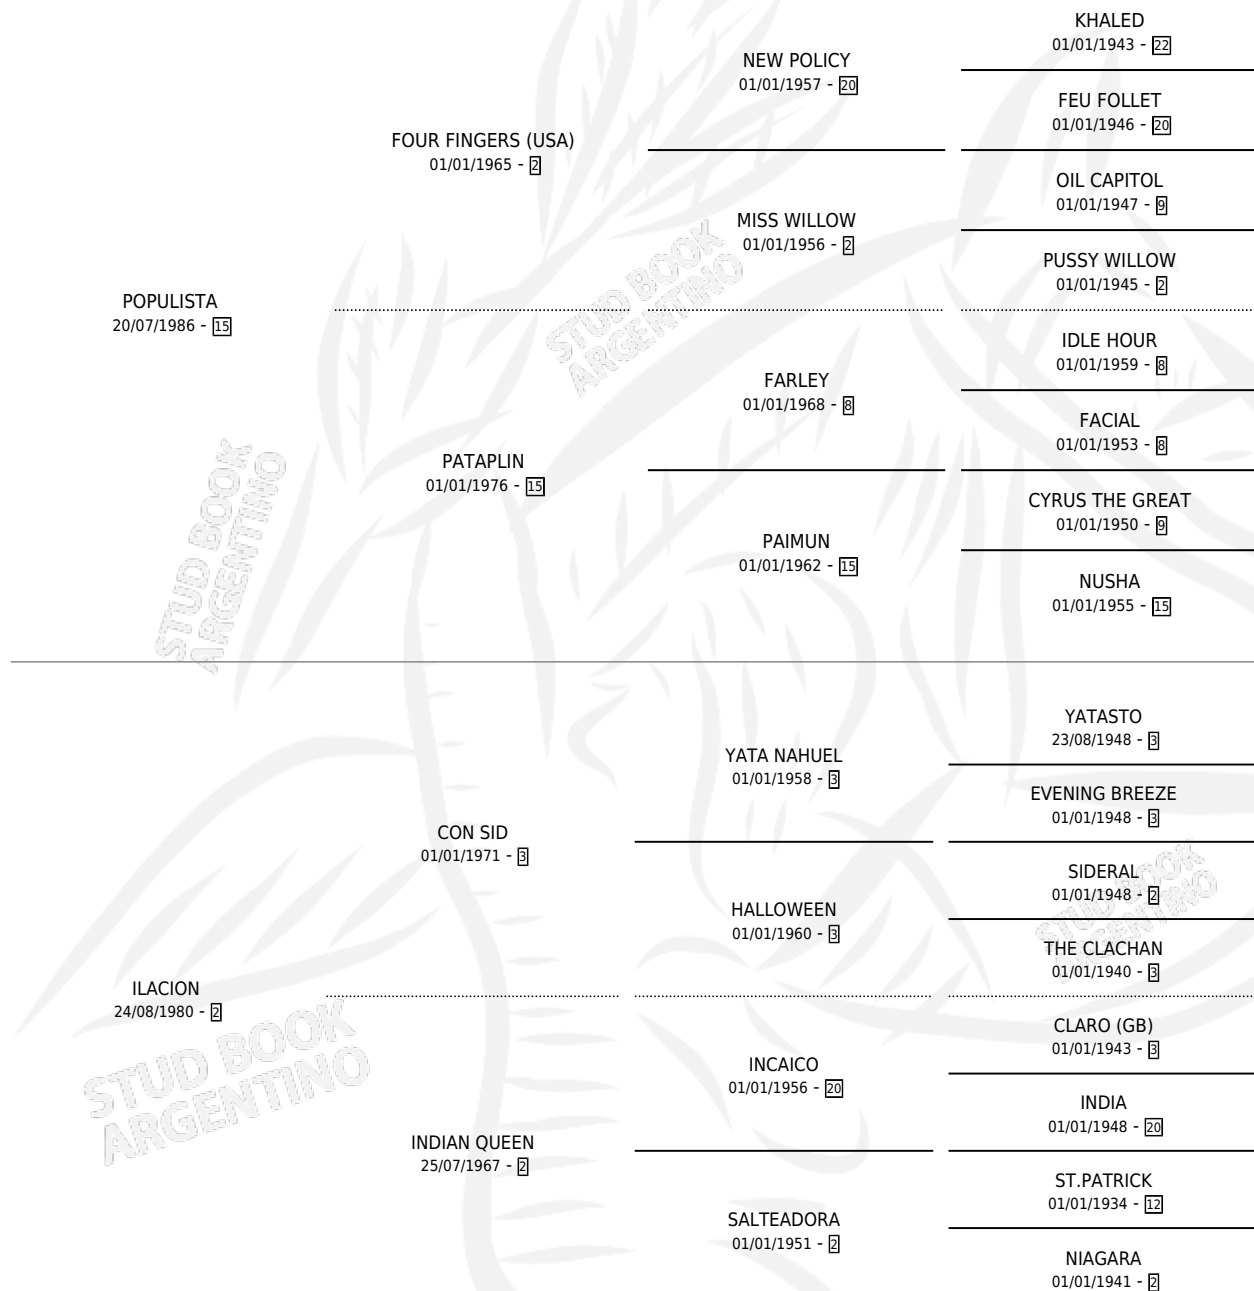 KHALED
01/01/1943 - 22
NEW POLICY
01/01/1957 - 20
FEU FOLLET
01/01/1946 - 20
FOUR FINGERS (USA)
01/01/1965 - 2
OIL CAPITOL
01/01/1947 - 9
MISS WILLOW
01/01/1956 - 2
PUSSY WILLOW
01/01/1945 - 2
STUD BOOK
ARGENTINO
POPULISTA
20/07/1986 - 15
IDLE HOUR
01/01/1959 - 8
FARLEY
01/01/1968 - 8
FACIAL
01/01/1953 - 8
PATAPLIN
01/01/1976 - 15
CYRUS THE GREAT
01/01/1950 - 9
PAIMUN
01/01/1962 - 15
NUSHA
01/01/1955 - 15
STUD BOOK
ARGENTINO
YATASTO
23/08/1948 - 3
YATA NAHUEL
01/01/1958 - 3
EVENING BREEZE
01/01/1948 - 3
CON SID
01/01/1971 - 3
SIDERAL
01/01/1948 - 2
HALLOWEEN
01/01/1960 - 3
THE CLACHAN
01/01/1940 - 3
STUD BOOK
ARGENTINO
ILACION
24/08/1980 - 2
CLARO (GB)
01/01/1943 - 3
INCAICO
01/01/1956 - 20
INDIA
01/01/1948 - 20
STUD BOOK
ARGENTINO
INDIAN QUEEN
25/07/1967 - 2
ST.PATRICK
01/01/1934 - 12
SALTEADORA
01/01/1951 - 2
NIAGARA
01/01/1941 - 2